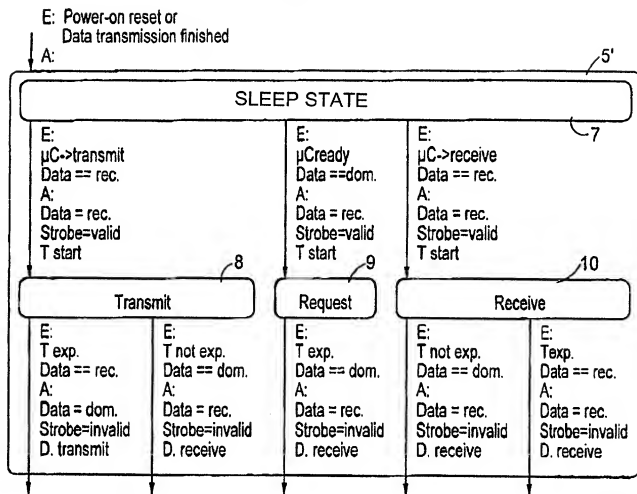 E: Power-on reset or
Data transmission finished
A:
5'
SLEEP STATE
7
E:
µC->transmit
Data == rec.
A:
Data = rec.
Strobe=valid
T start
E:
µCready
Data ==dom.
A:
Data = rec.
Strobe=valid
T start
E:
µC->receive
Data == rec.
A:
Data = rec.
Strobe=valid
T start
8
Transmit
9
Request
10
Receive
E:
T exp.
Data == rec.
A:
Data = dom.
Strobe=invalid
D. transmit
E:
T not exp.
Data == dom.
A:
Data = rec.
Strobe=invalid
D. receive
E:
T exp.
Data == dom.
A:
Data = rec.
Strobe=invalid
D. receive
E:
T not exp.
Data == dom.
A:
Data = rec.
Strobe=invalid
D. receive
E:
Texp.
Data == rec.
A:
Data = rec.
Strobe=invalid
D. receive